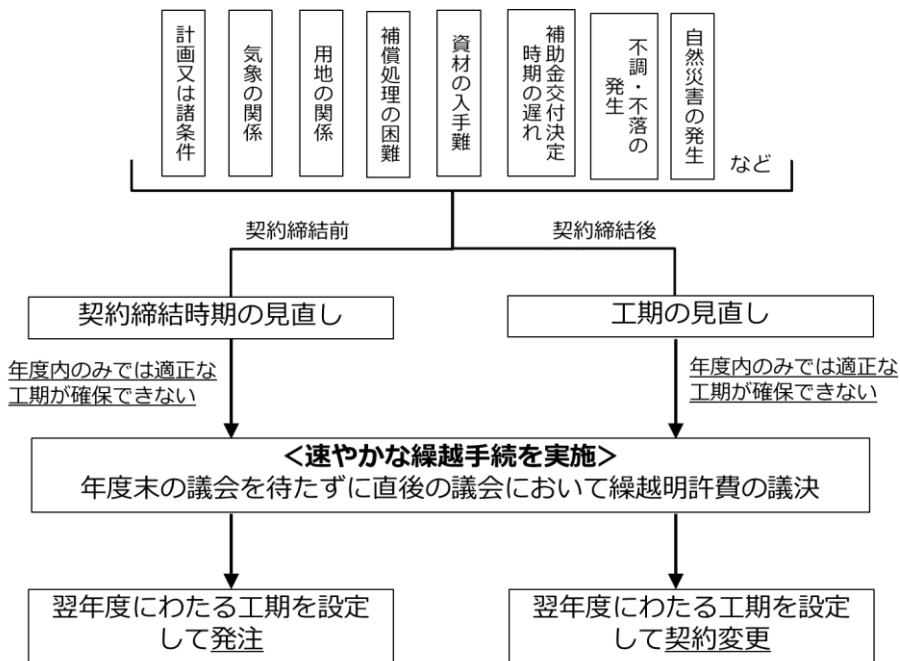 計画又は諸条件
気象の関係
用地の関係
補償処理の困難
資材の入手難
補助金交付決定
時期の遅れ
不調・不落の
発生
自然災害の発生
など
契約締結前
契約締結後
契約締結時期の見直し
工期の見直し
年度内のみでは適正な
工期が確保できない
年度内のみでは適正な
工期が確保できない
<速やかな繰越手続を実施>
年度末の議会を待たずに直後の議会において繰越明許費の議決
翌年度にわたる工期を設定
して発注
翌年度にわたる工期を設定
して契約変更